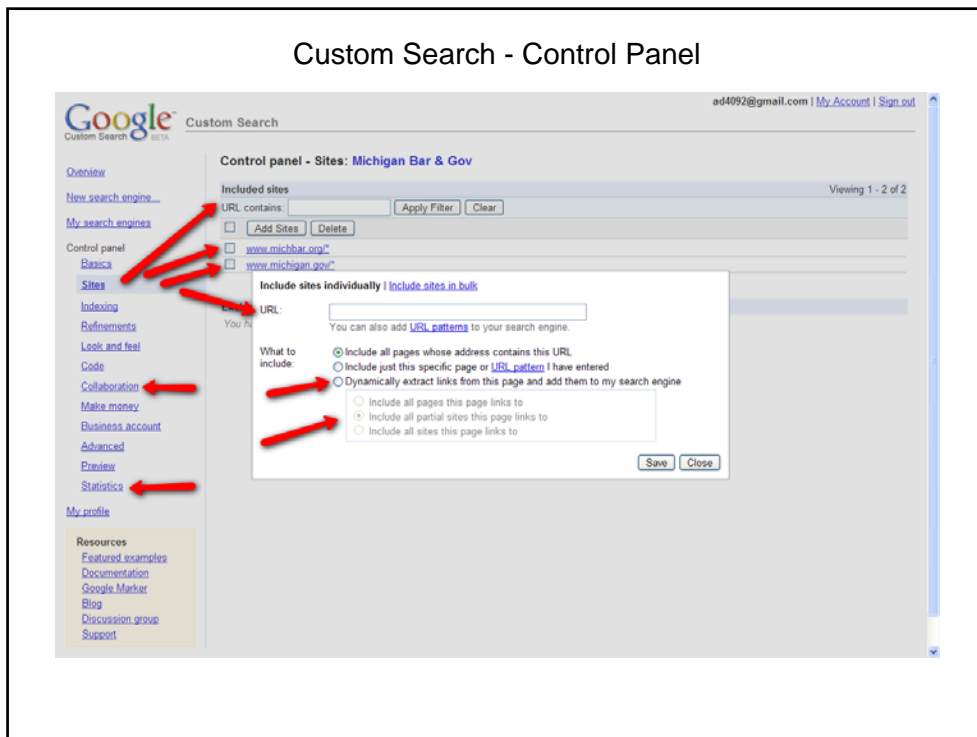 Custom Search - Control Panel
ad4092@gmail.com | My Account | Sign out
Google™ Custom Search
Custom Search BETA
Control panel - Sites: Michigan Bar & Gov
Overview
New search engine...
My search engines
Control panel
Basics
Sites
Indexing
Refinements
Look and feel
Code
Collaboration
Make money
Business account
Advanced
Preview
Statistics
My profile
Resources
Featured examples
Documentation
Google Marker
Blog
Discussion group
Support
Included sites Viewing 1 - 2 of 2
URL contains: Apply Filter Clear
Add Sites Delete
www.michbar.org/*
www.michigan.gov/*
You
Include sites individually | Include sites in bulk
URL:
You can also add URL patterns to your search engine.
What to include:
Include all pages whose address contains this URL
Include just this specific page or URL pattern I have entered
Dynamically extract links from this page and add them to my search engine
Include all pages this page links to
Include all partial sites this page links to
Include all sites this page links to
Save Close